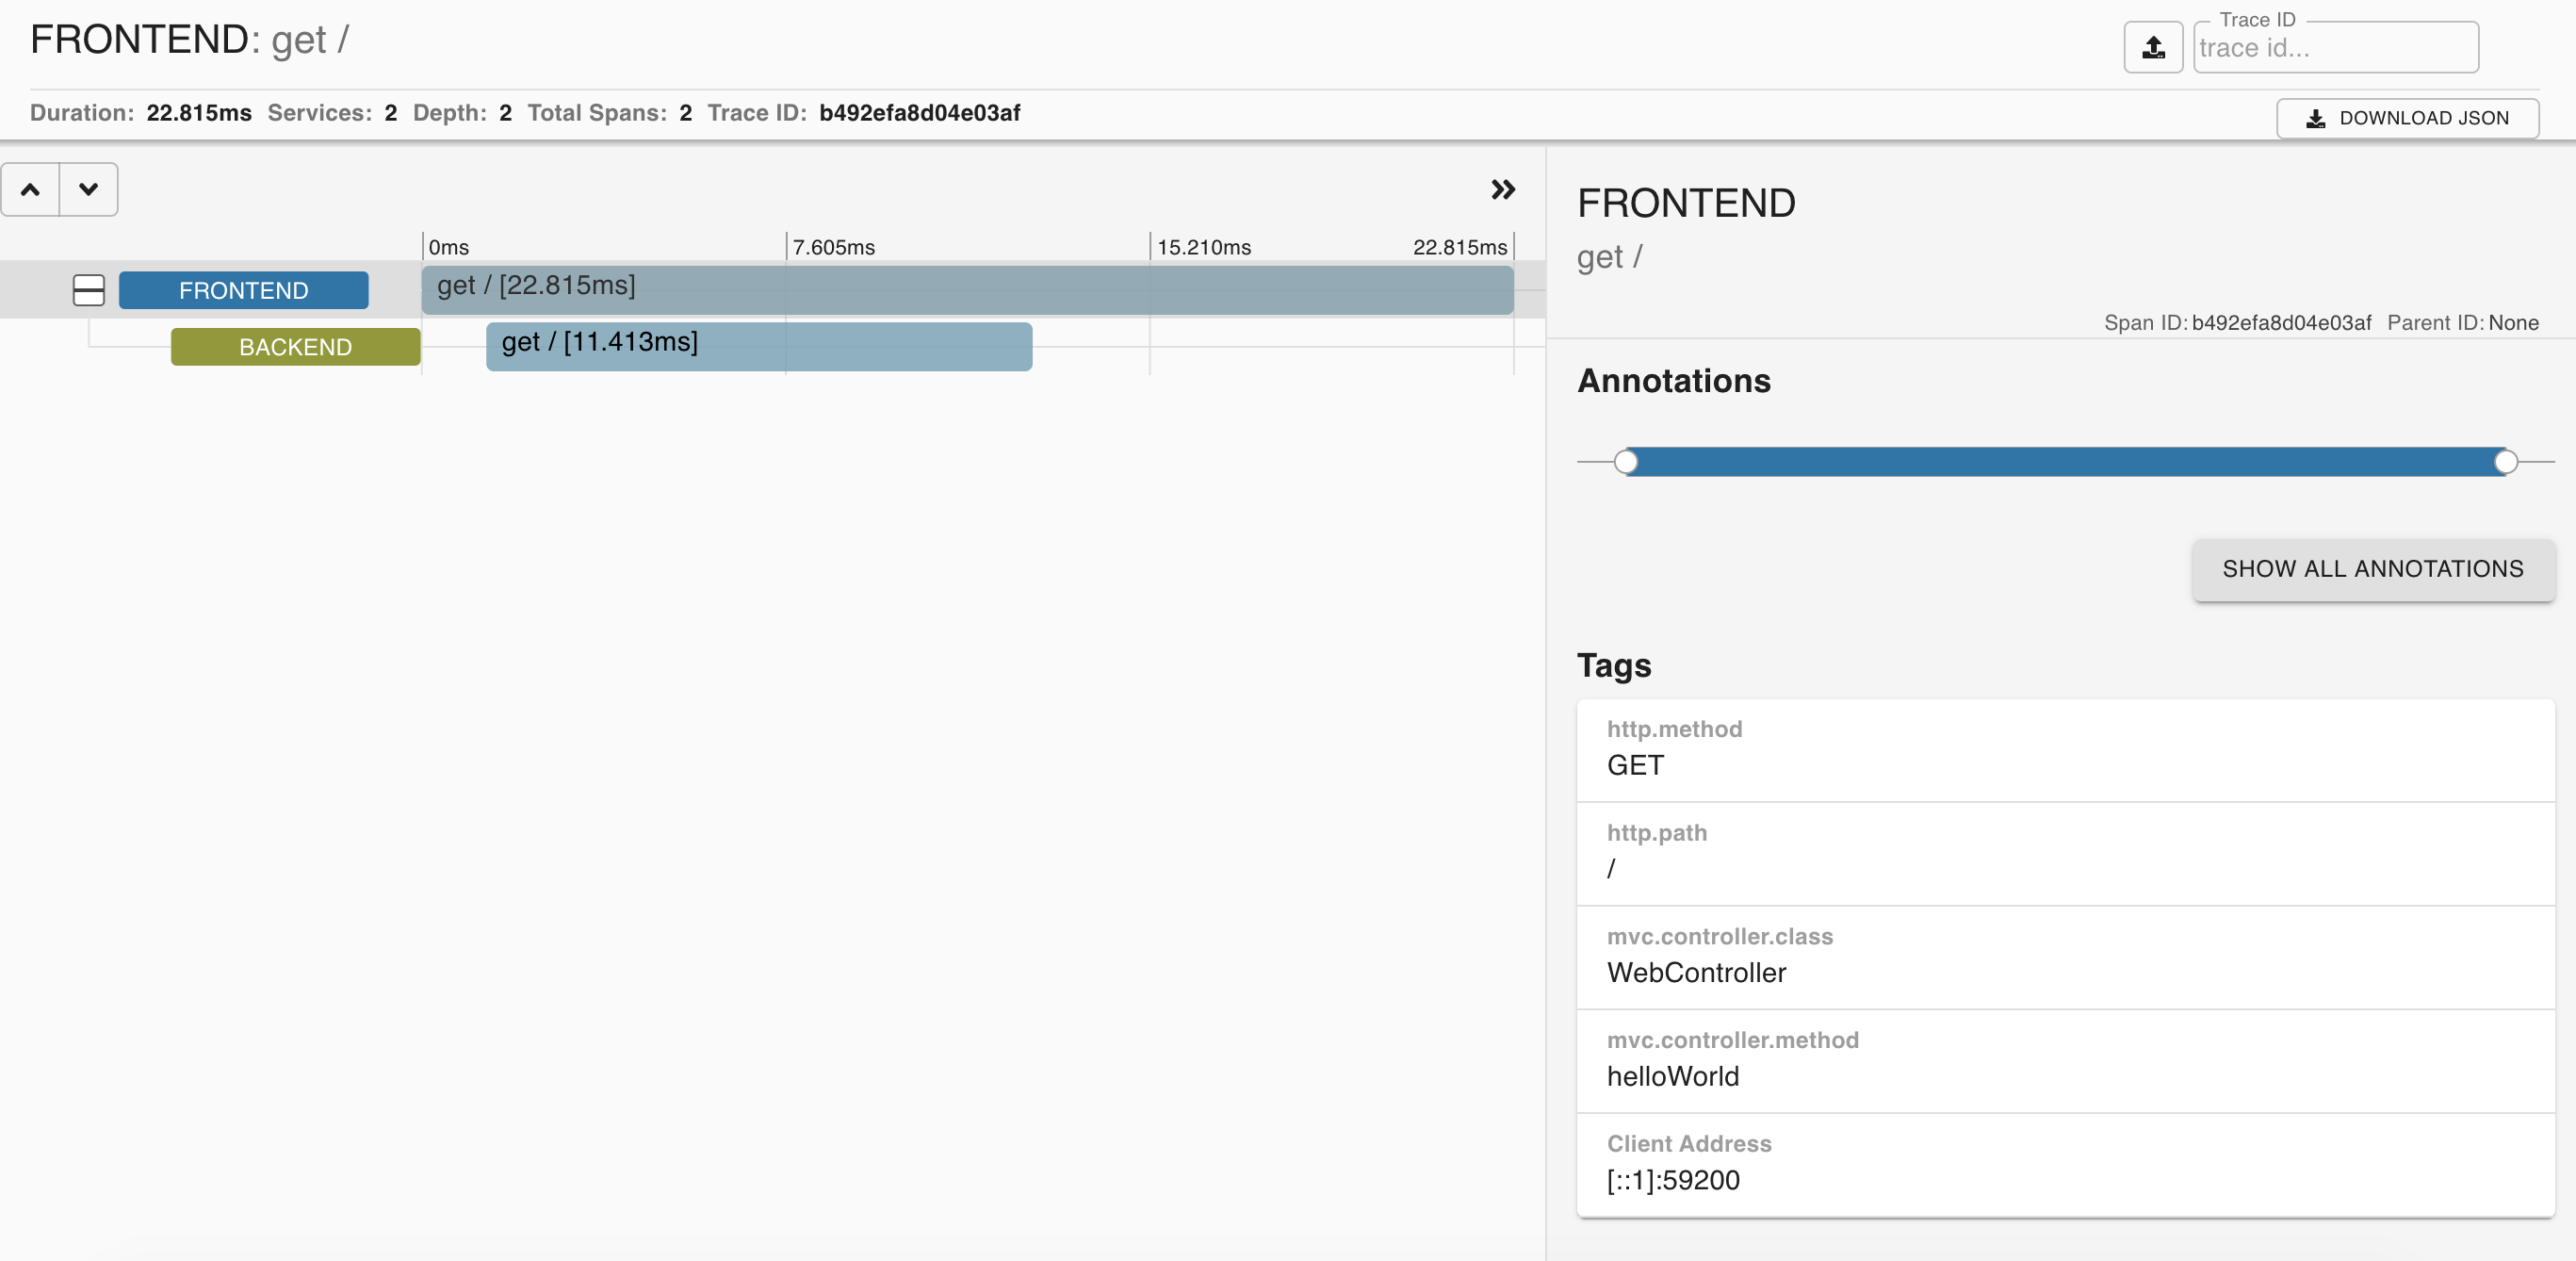 FRONTEND: get /
Trace ID
trace id...
Duration: 22.815ms Services: 2 Depth: 2 Total Spans: 2 Trace ID: b492efa8d04e03af
DOWNLOAD JSON
0ms 7.605ms 15.210ms 22.815ms
FRONTEND get / [22.815ms]
BACKEND get / [11.413ms]
FRONTEND
get /
Span ID: b492efa8d04e03af Parent ID: None
Annotations
SHOW ALL ANNOTATIONS
Tags
http.method
GET
http.path
/
mvc.controller.class
WebController
mvc.controller.method
helloWorld
Client Address
[::1]:59200